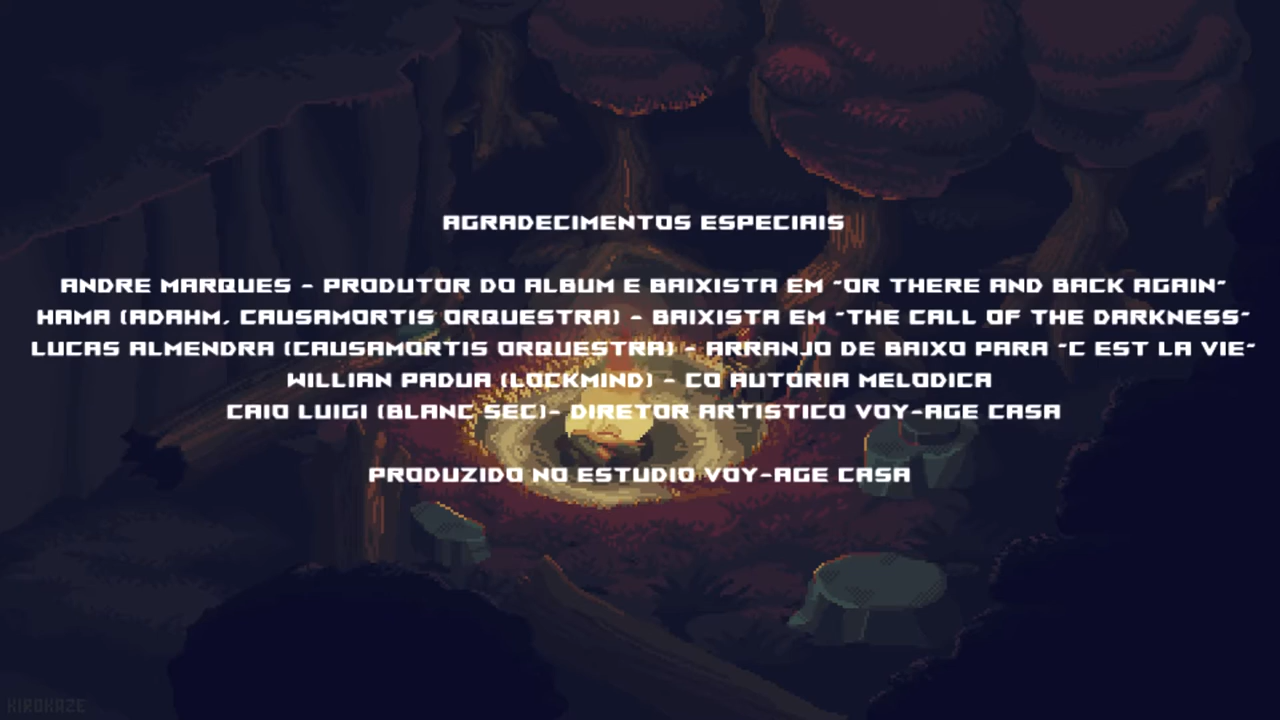 AGRADECIMENTOS ESPECIAIS
ANDRE MARQUES - PRODUTOR DO ALBUM E BAIXISTA EM "OR THERE AND BACK AGAIN"
HAMA (ADAHM, CAUSAMORTIS ORQUESTRA) - BAIXISTA EM "THE CALL OF THE DARKNESS"
LUCAS ALMENDRA (CAUSAMORTIS ORQUESTRA) - ARRANJO DE BAIXO PARA "C EST LA VIE"
WILLIAN PADUA (LOCKMIND) - CO AUTORIA MELODICA
CAIO LUIGI (BLANC SEC)- DIRETOR ARTISTICO VOY-AGE CASA
PRODUZIDO NO ESTUDIO VOY-AGE CASA
KIROKAZE